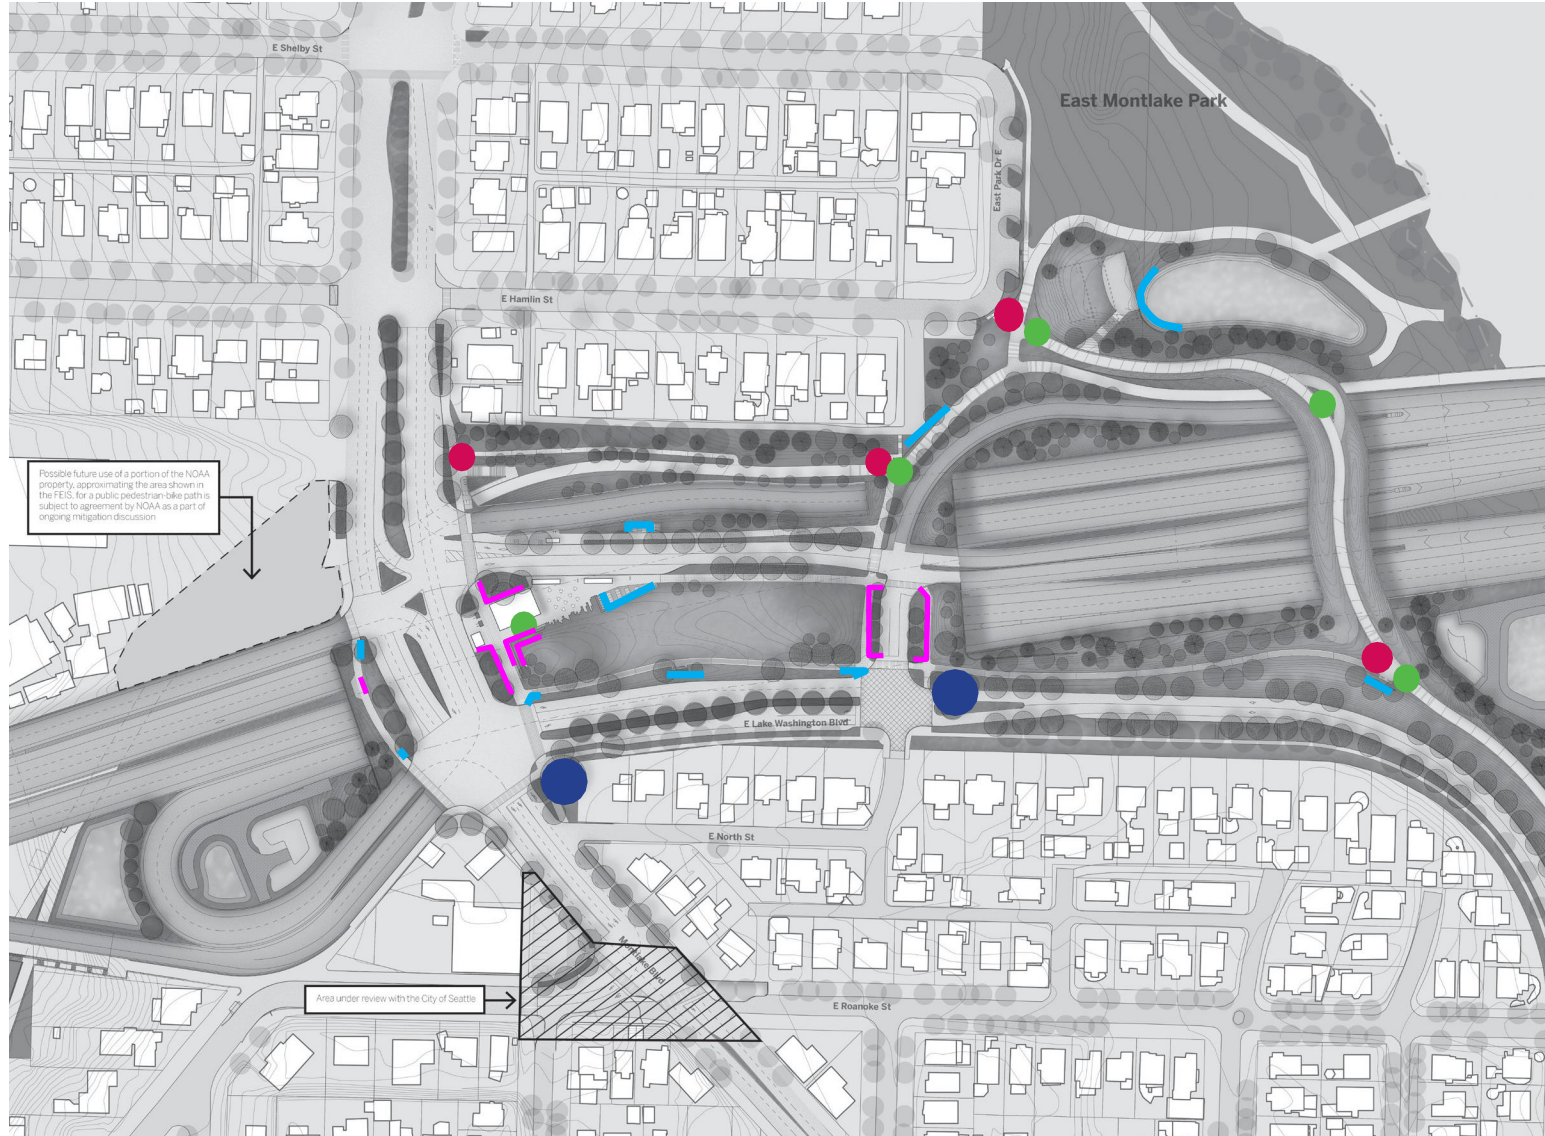 E Shelby St
East Montlake Park
East Park Dr E
E Hamlin St
Possible future use of a portion of the NOAA
property, approximating the area shown in
the FEIS, for a public pedestrian-bike path is
subject to agreement by NOAA as a part of
ongoing mitigation discussion
E Lake Washington Blvd
E North St
Montlake Blvd
Area under review with the City of Seattle
E Roanoke St